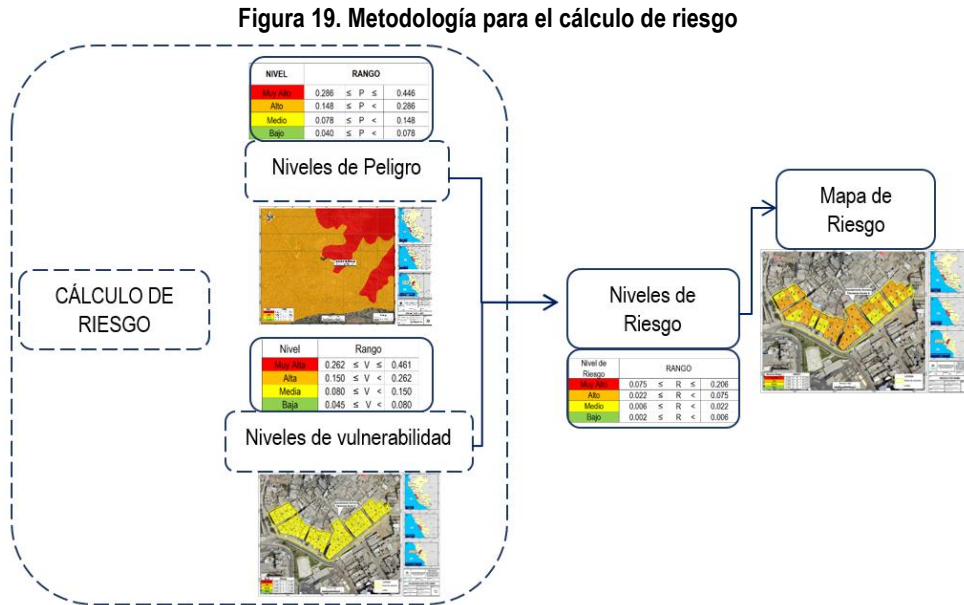 Figura 19. Metodología para el cálculo de riesgo
NIVEL RANGO
Muy Alto 0.286 ≤ P ≤ 0.446
Alto 0.148 ≤ P < 0.286
Medio 0.078 ≤ P < 0.148
Bajo 0.040 ≤ P < 0.078
Niveles de Peligro
CÁLCULO DE
RIESGO
Nivel Rango
Muy Alta 0.262 ≤ V ≤ 0.461
Alta 0.150 ≤ V < 0.262
Media 0.080 ≤ V < 0.150
Baja 0.045 ≤ V < 0.080
Niveles de vulnerabilidad
Niveles de
Riesgo
Nivel de
Riesgo RANGO
Muy Alto 0.075 ≤ R ≤ 0.206
Alto 0.022 ≤ R < 0.075
Medio 0.006 ≤ R < 0.022
Bajo 0.002 ≤ R < 0.006
Mapa de
Riesgo